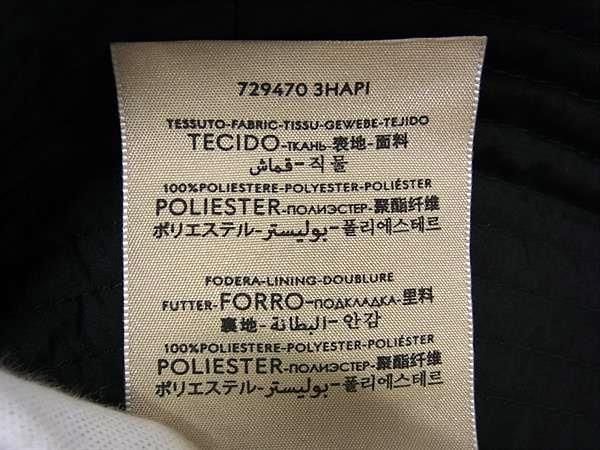 729470 3HAPI
TESSUTO-FABRIC-TISSU-GEWEBE-TEJIDO
TECIDO-ТКАНЬ-表地-面料
قماش-직물
100%POLIESTERE-POLYESTER-POLIÉSTER
POLIESTER-ПОЛИЭСТЕР-聚酯纤维
ポリエステル-بوليستر-폴리에스테르
FODERA-LINING-DOUBLURE
FUTTER-FORRO-ПОДКЛАДКА-里料
裏地-البطانة-안감
100%POLIESTERE-POLYESTER-POLIÉSTER
POLIESTER-ПОЛИЭСТЕР-聚酯纤维
ポリエステル-بوليستر-폴리에스테르